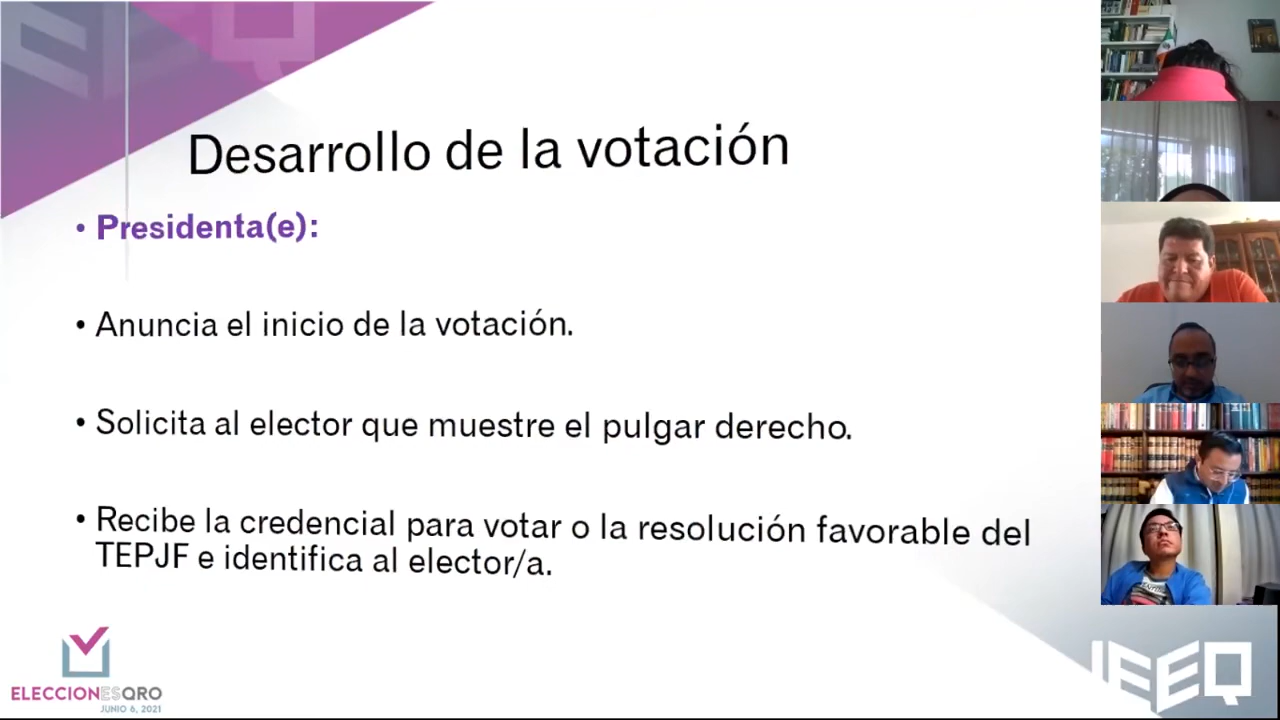 Desarrollo de la votación
• Presidenta(e):
• Anuncia el inicio de la votación.
• Solicita al elector que muestre el pulgar derecho.
• Recibe la credencial para votar o la resolución favorable del
TEPJF e identifica al elector/a.
ELECCIONESQRO
JUNIO 6, 2021
IEEQ